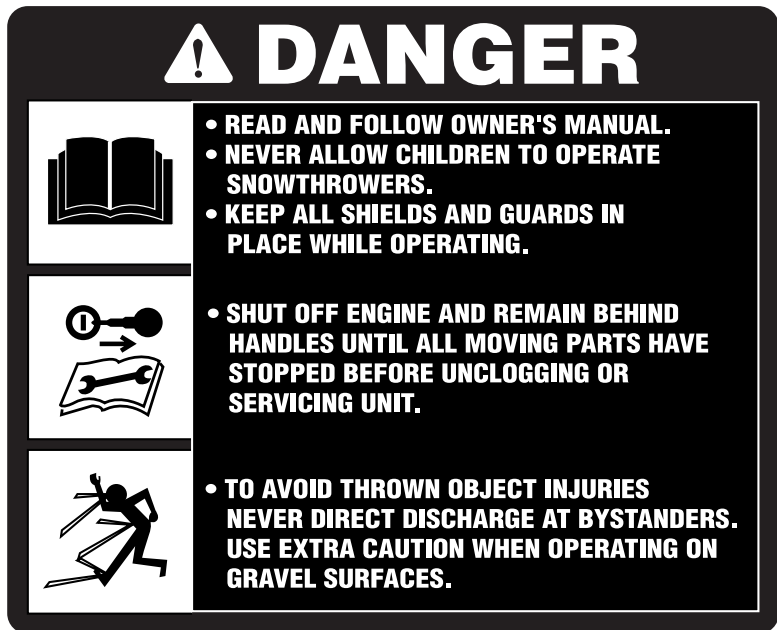 DANGER
• READ AND FOLLOW OWNER'S MANUAL.
• NEVER ALLOW CHILDREN TO OPERATE
SNOWTHROWERS.
• KEEP ALL SHIELDS AND GUARDS IN
PLACE WHILE OPERATING.
• SHUT OFF ENGINE AND REMAIN BEHIND
HANDLES UNTIL ALL MOVING PARTS HAVE
STOPPED BEFORE UNCLOGGING OR
SERVICING UNIT.
• TO AVOID THROWN OBJECT INJURIES
NEVER DIRECT DISCHARGE AT BYSTANDERS.
USE EXTRA CAUTION WHEN OPERATING ON
GRAVEL SURFACES.